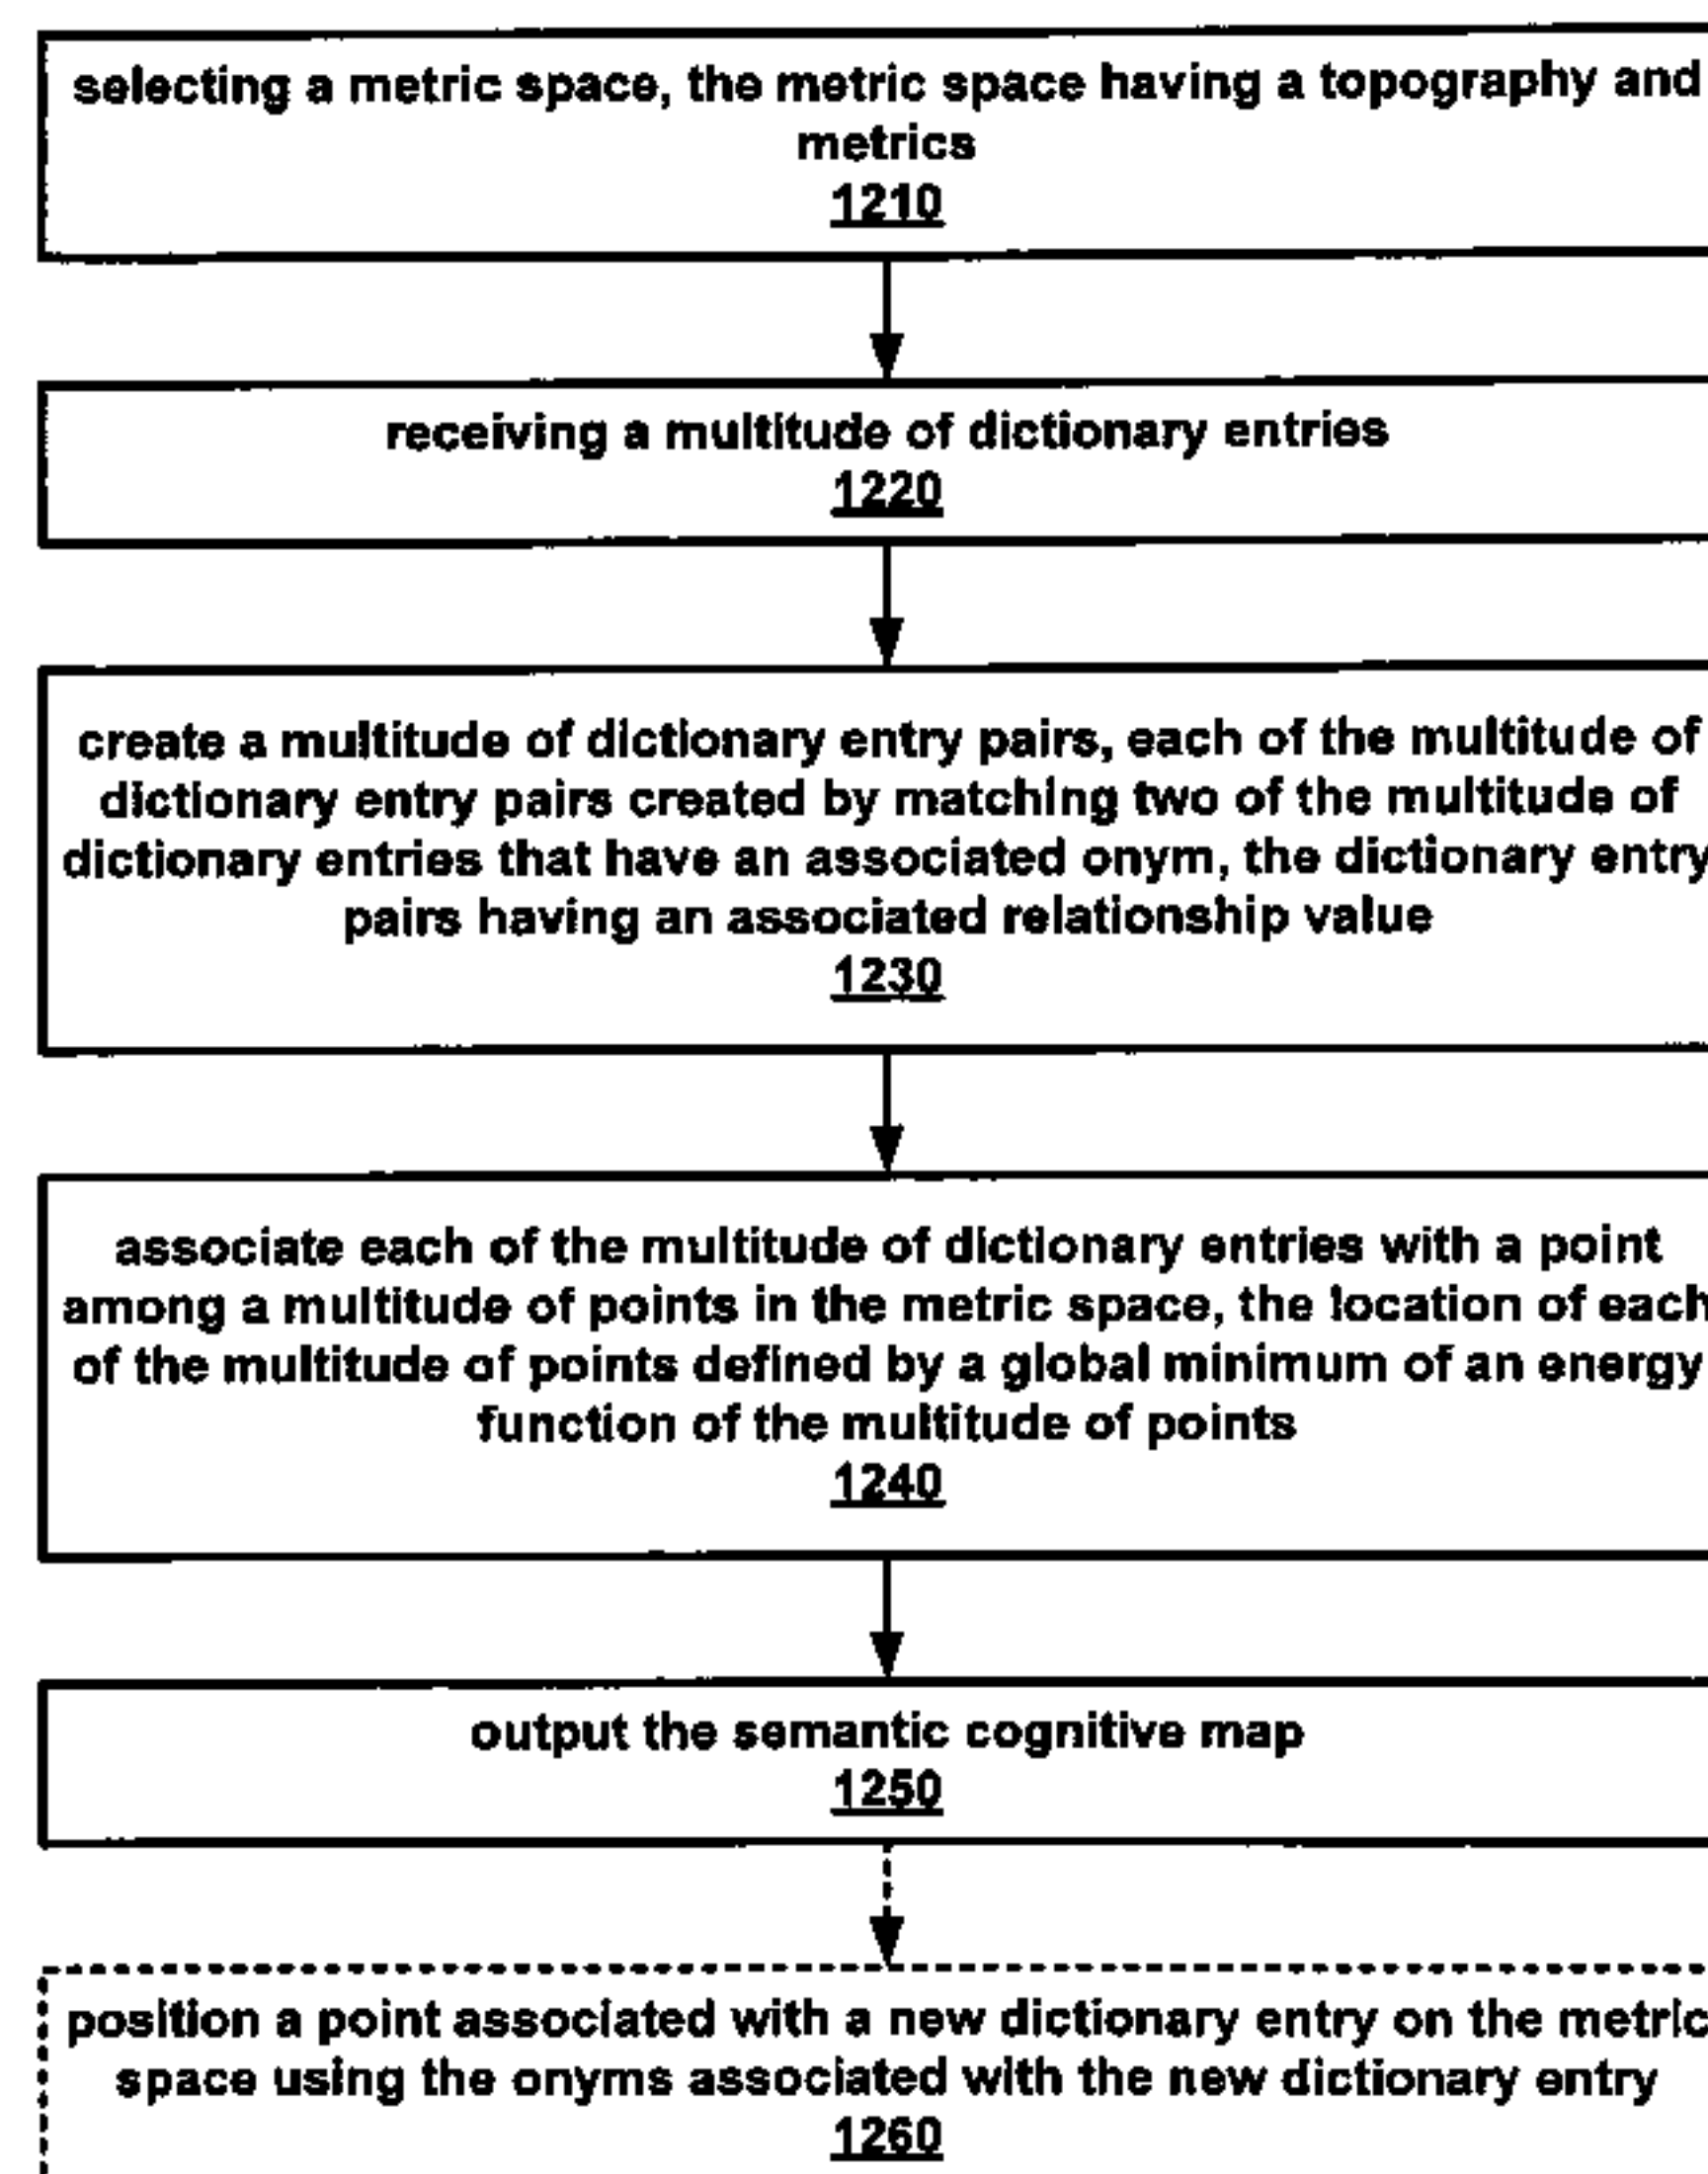 selecting a metric space, the metric space having a topography and
metrics
1210
receiving a multitude of dictionary entries
1220
create a multitude of dictionary entry pairs, each of the multitude of
dictionary entry pairs created by matching two of the multitude of
dictionary entries that have an associated onym, the dictionary entry
pairs having an associated relationship value
1230
associate each of the multitude of dictionary entries with a point
among a multitude of points in the metric space, the location of each
of the multitude of points defined by a global minimum of an energy
function of the multitude of points
1240
output the semantic cognitive map
1250
position a point associated with a new dictionary entry on the metric
space using the onyms associated with the new dictionary entry
1260